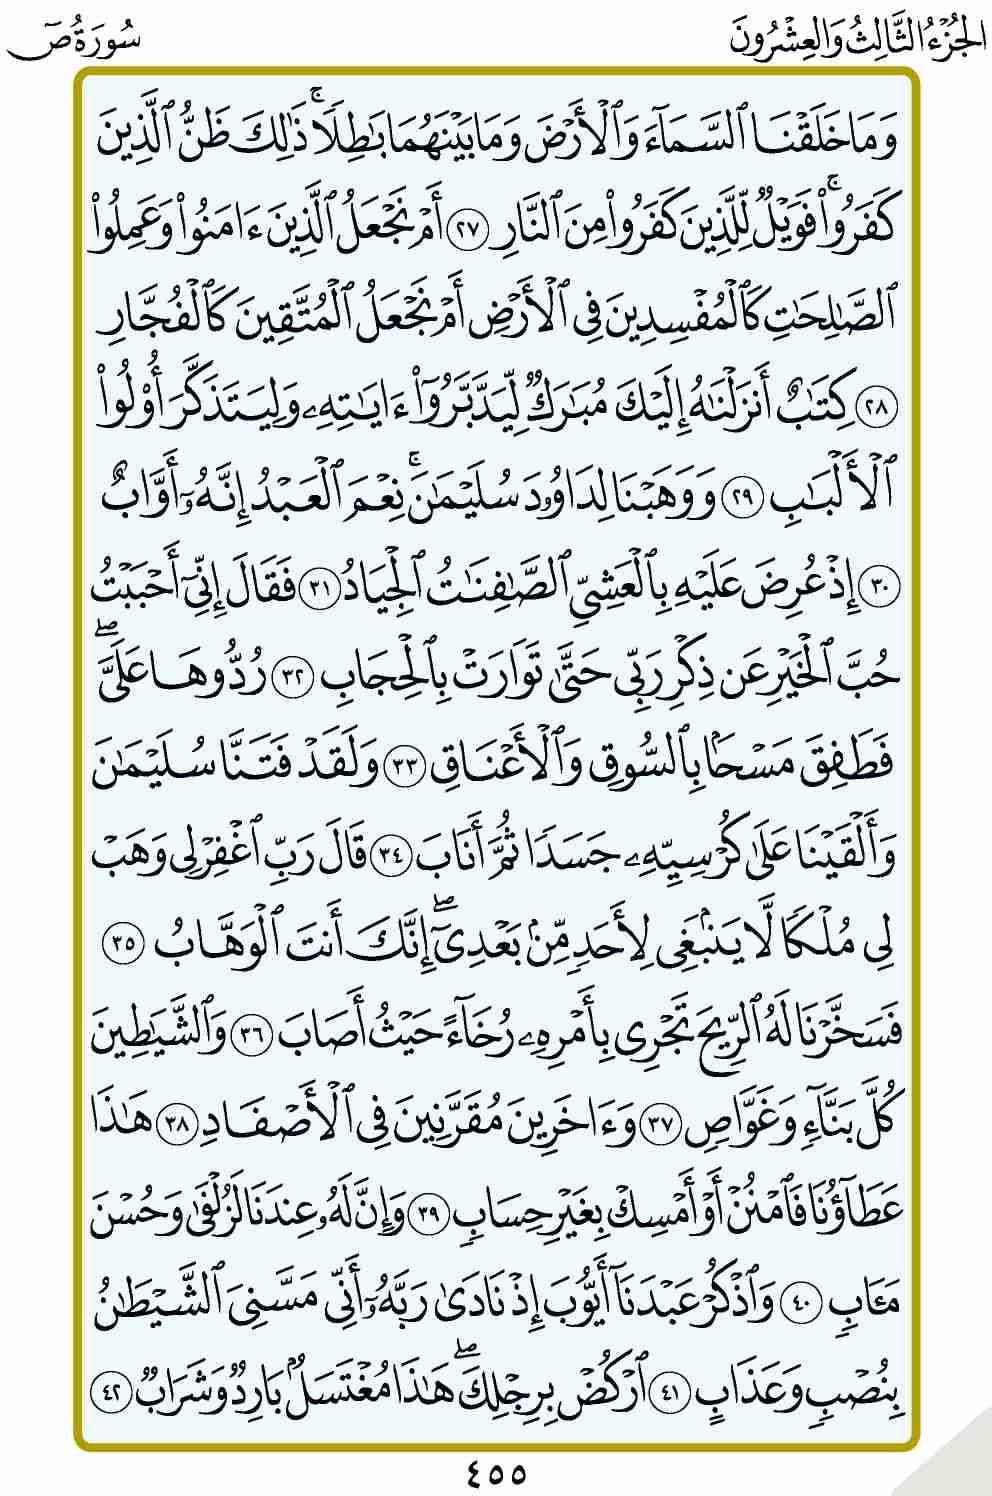 الجُزْءُ الثَّالِثُ وَالعِشْرُونَ
سُورَةُ صٓ
وَمَا خَلَقْنَا ٱلسَّمَآءَ وَٱلْأَرْضَ وَمَا بَيْنَهُمَا بَٰطِلًا ۚ ذَٰلِكَ ظَنُّ ٱلَّذِينَ
كَفَرُوا۟ ۚ فَوَيْلٌ لِّلَّذِينَ كَفَرُوا۟ مِنَ ٱلنَّارِ ٢٧ أَمْ نَجْعَلُ ٱلَّذِينَ ءَامَنُوا۟ وَعَمِلُوا۟
ٱلصَّٰلِحَٰتِ كَٱلْمُفْسِدِينَ فِى ٱلْأَرْضِ أَمْ نَجْعَلُ ٱلْمُتَّقِينَ كَٱلْفُجَّارِ
٢٨ كِتَٰبٌ أَنزَلْنَٰهُ إِلَيْكَ مُبَٰرَكٌ لِّيَدَّبَّرُوٓا۟ ءَايَٰتِهِۦ وَلِيَتَذَكَّرَ أُو۟لُوا۟
ٱلْأَلْبَٰبِ ٢٩ وَوَهَبْنَا لِدَاوُۥدَ سُلَيْمَٰنَ ۚ نِعْمَ ٱلْعَبْدُ إِنَّهُۥٓ أَوَّابٌ
٣٠ إِذْ عُرِضَ عَلَيْهِ بِٱلْعَشِىِّ ٱلصَّٰفِنَٰتُ ٱلْجِيَادُ ٣١ فَقَالَ إِنِّىٓ أَحْبَبْتُ
حُبَّ ٱلْخَيْرِ عَن ذِكْرِ رَبِّى حَتَّىٰ تَوَارَتْ بِٱلْحِجَابِ ٣٢ رُدُّوهَا عَلَىَّ ۖ
فَطَفِقَ مَسْحًۢا بِٱلسُّوقِ وَٱلْأَعْنَاقِ ٣٣ وَلَقَدْ فَتَنَّا سُلَيْمَٰنَ
وَأَلْقَيْنَا عَلَىٰ كُرْسِيِّهِۦ جَسَدًا ثُمَّ أَنَابَ ٣٤ قَالَ رَبِّ ٱغْفِرْ لِى وَهَبْ
لِى مُلْكًا لَّا يَنۢبَغِى لِأَحَدٍ مِّنۢ بَعْدِىٓ ۖ إِنَّكَ أَنتَ ٱلْوَهَّابُ ٣٥
فَسَخَّرْنَا لَهُ ٱلرِّيحَ تَجْرِى بِأَمْرِهِۦ رُخَآءً حَيْثُ أَصَابَ ٣٦ وَٱلشَّيَٰطِينَ
كُلَّ بَنَّآءٍ وَغَوَّاصٍ ٣٧ وَءَاخَرِينَ مُقَرَّنِينَ فِى ٱلْأَصْفَادِ ٣٨ هَٰذَا
عَطَآؤُنَا فَٱمْنُنْ أَوْ أَمْسِكْ بِغَيْرِ حِسَابٍ ٣٩ وَإِنَّ لَهُۥ عِندَنَا لَزُلْفَىٰ وَحُسْنَ
مَـَٔابٍ ٤٠ وَٱذْكُرْ عَبْدَنَآ أَيُّوبَ إِذْ نَادَىٰ رَبَّهُۥٓ أَنِّى مَسَّنِىَ ٱلشَّيْطَٰنُ
بِنُصْبٍ وَعَذَابٍ ٤١ ٱرْكُضْ بِرِجْلِكَ ۖ هَٰذَا مُغْتَسَلٌۢ بَارِدٌ وَشَرَابٌ ٤٢
٤٥٥